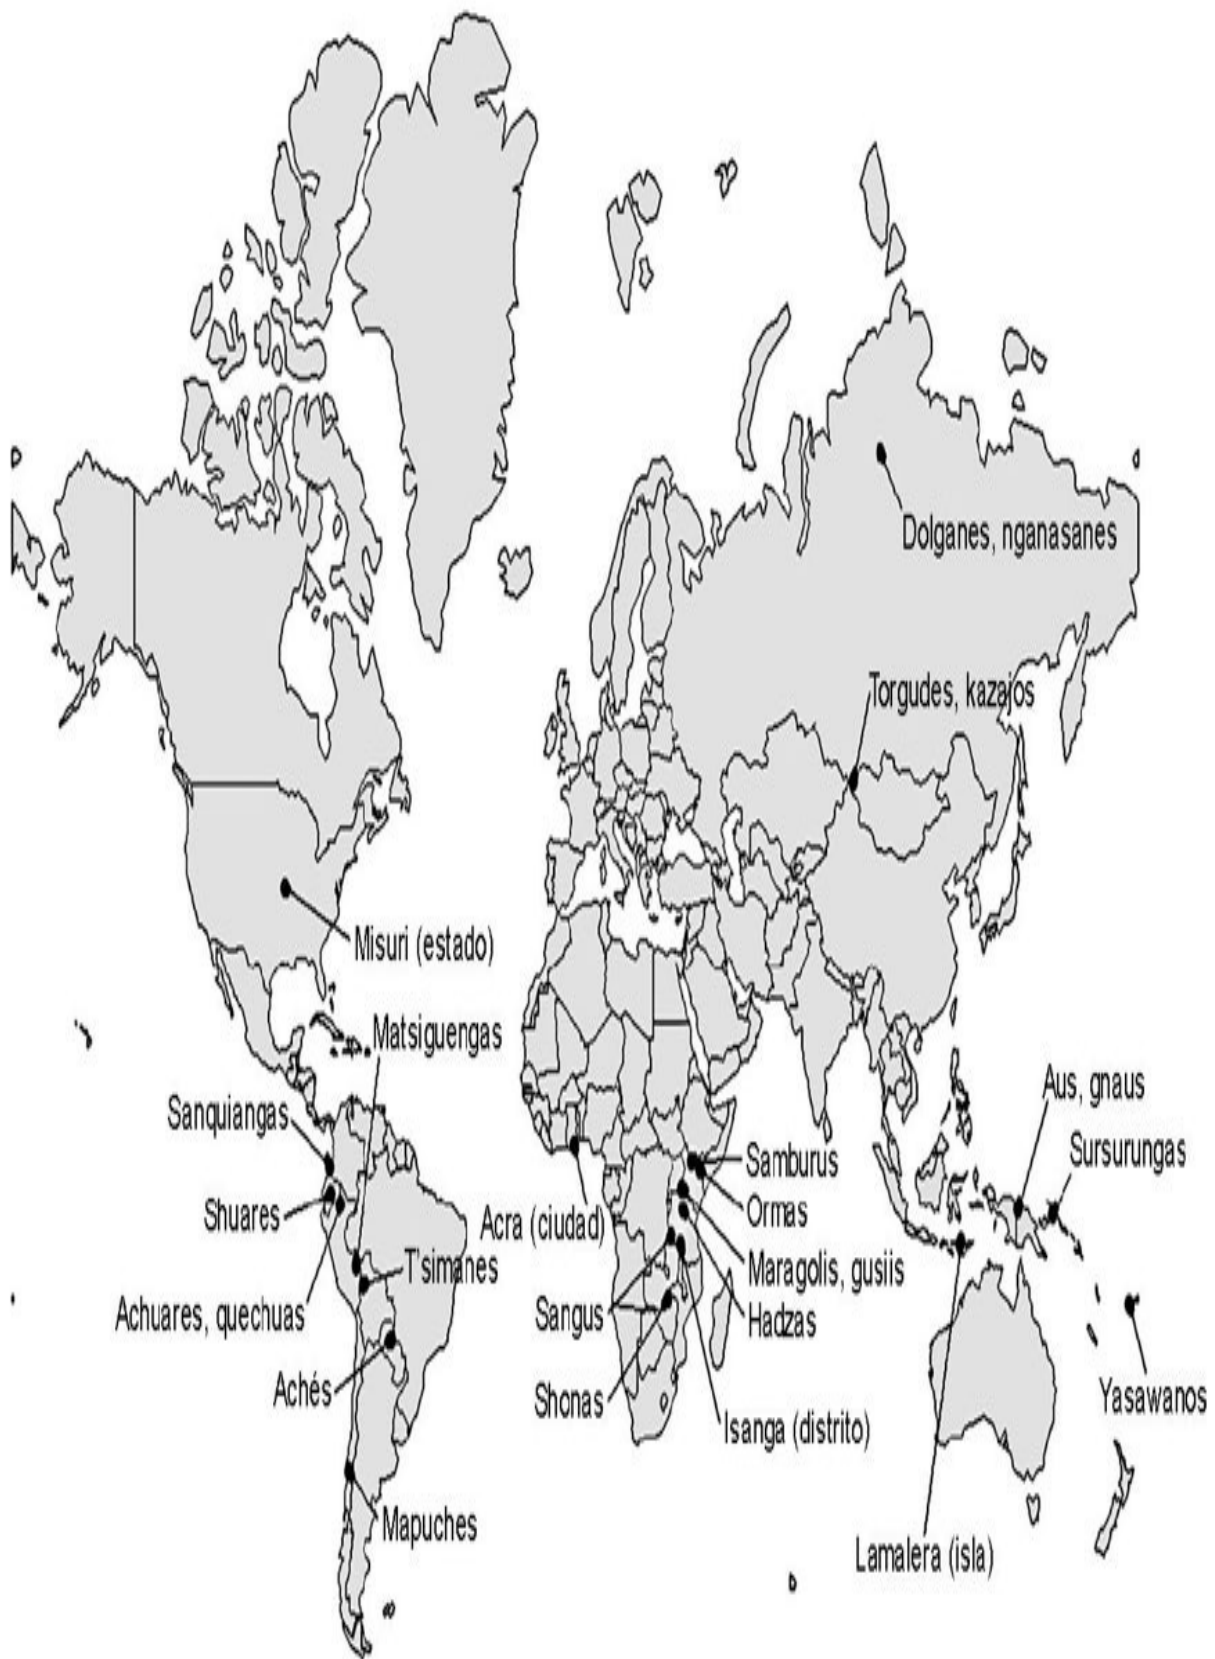 Dolganes, nganasanes
Torgudes, kazajos
Misuri (estado)
Matsiguengas
Sanquiangas
Shuares
Achuares, quechuas
T'simanes
Achés
Mapuches
Acra (ciudad)
Samburus
Ormas
Maragolis, gusiis
Hadzas
Sangus
Shonas
Isanga (distrito)
Aus, gnaus
Sursurungas
Yasawanos
Lamalera (isla)